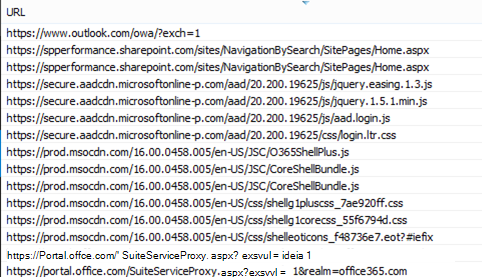 URL
https://www.outlook.com/owa/?exch=1
https://spperformance.sharepoint.com/sites/NavigationBySearch/SitePages/Home.aspx
https://spperformance.sharepoint.com/sites/NavigationBySearch/SitePages/Home.aspx
https://secure.aadcdn.microsoftonline-p.com/aad/20.200.19625/js/jquery.easing.1.3.js
https://secure.aadcdn.microsoftonline-p.com/aad/20.200.19625/js/jquery.1.5.1.min.js
https://secure.aadcdn.microsoftonline-p.com/aad/20.200.19625/js/aad.login.js
https://secure.aadcdn.microsoftonline-p.com/aad/20.200.19625/css/login.ltr.css
https://prod.msocdn.com/16.00.0458.005/en-US/JSC/O365ShellPlus.js
https://prod.msocdn.com/16.00.0458.005/en-US/JSC/CoreShellBundle.js
https://prod.msocdn.com/16.00.0458.005/en-US/JSC/CoreShellBundle.js
https://prod.msocdn.com/16.00.0458.005/en-US/css/shellg1pluscss_7ae920ff.css
https://prod.msocdn.com/16.00.0458.005/en-US/css/shellg1corecss_55f6794d.css
https://prod.msocdn.com/16.00.0458.005/en-US/css/shelleoticons_f48736e7.eot?#iefix
https://Portal.offce.com/" SuiteServiceProxy. aspx? exsvul = ideia 1
https://portal.office.com/SuiteServiceProxy.aspx?exsvyl = 1&realm=office365.com